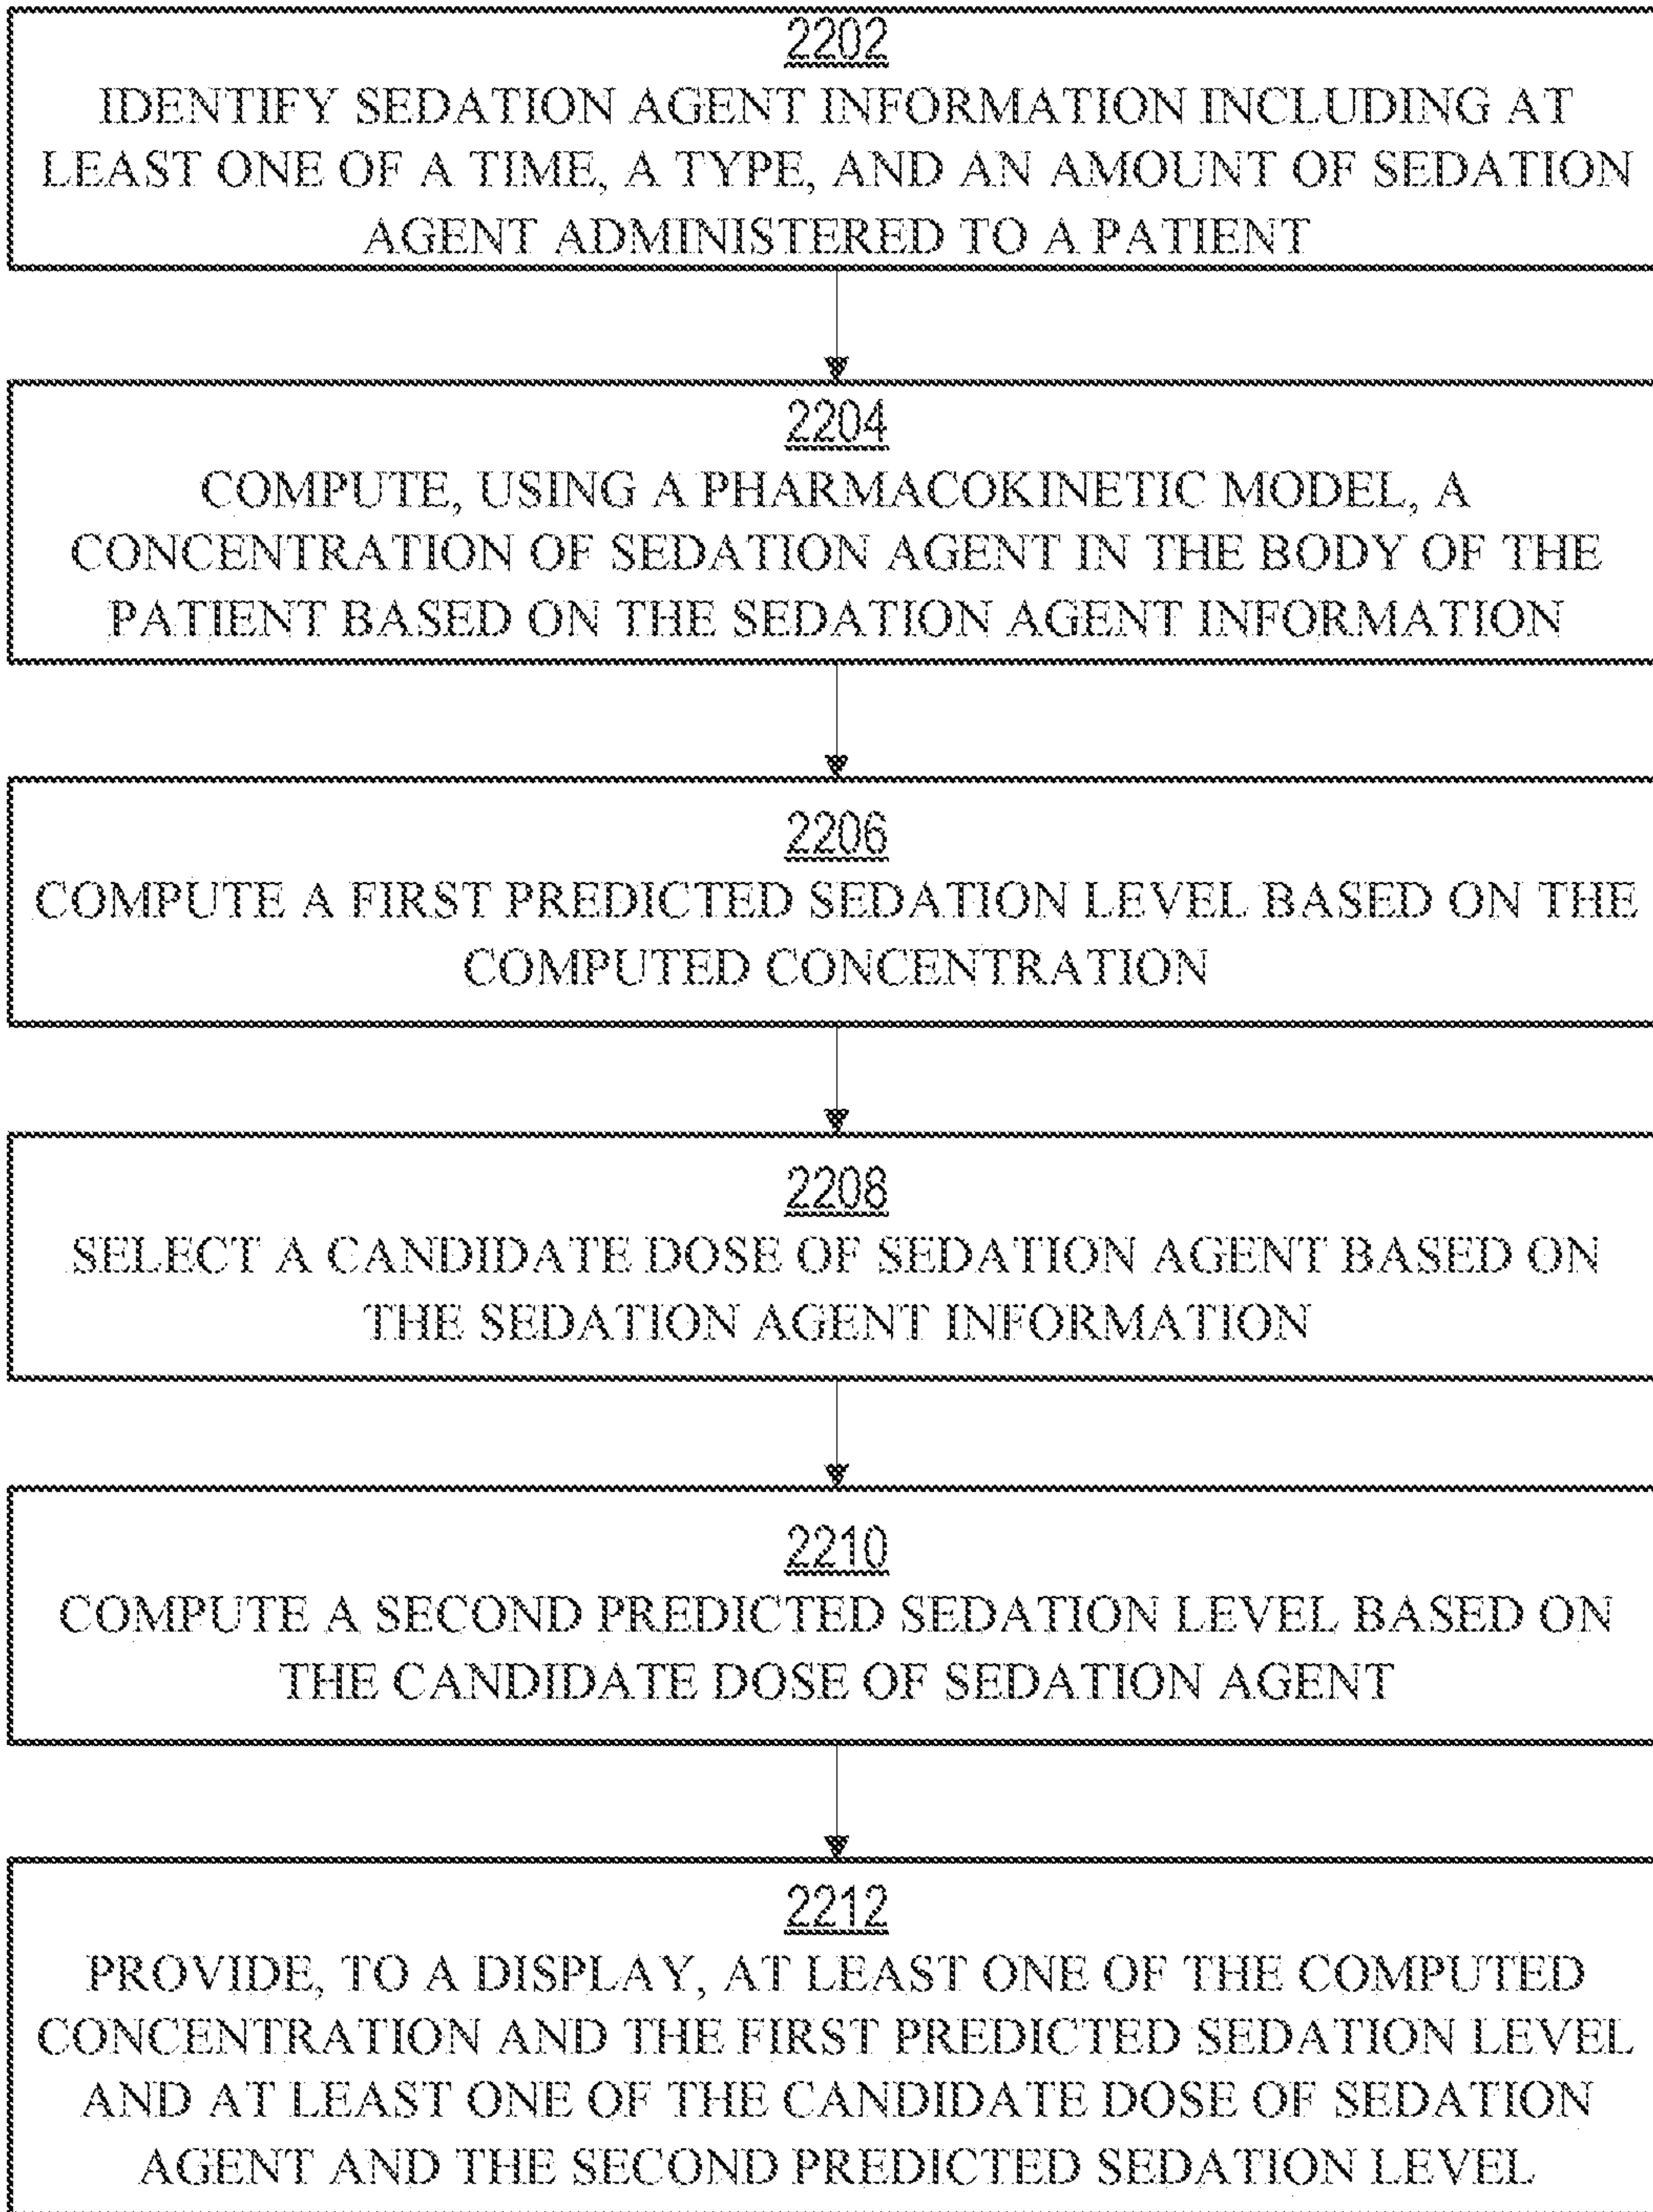 2202
IDENTIFY SEDATION AGENT INFORMATION INCLUDING AT
LEAST ONE OF A TIME, A TYPE, AND AN AMOUNT OF SEDATION
AGENT ADMINISTERED TO A PATIENT
2204
COMPUTE, USING A PHARMACOKINETIC MODEL, A
CONCENTRATION OF SEDATION AGENT IN THE BODY OF THE
PATIENT BASED ON THE SEDATION AGENT INFORMATION
2206
COMPUTE A FIRST PREDICTED SEDATION LEVEL BASED ON THE
COMPUTED CONCENTRATION
2208
SELECT A CANDIDATE DOSE OF SEDATION AGENT BASED ON
THE SEDATION AGENT INFORMATION
2210
COMPUTE A SECOND PREDICTED SEDATION LEVEL BASED ON
THE CANDIDATE DOSE OF SEDATION AGENT
2212
PROVIDE, TO A DISPLAY, AT LEAST ONE OF THE COMPUTED
CONCENTRATION AND THE FIRST PREDICTED SEDATION LEVEL
AND AT LEAST ONE OF THE CANDIDATE DOSE OF SEDATION
AGENT AND THE SECOND PREDICTED SEDATION LEVEL